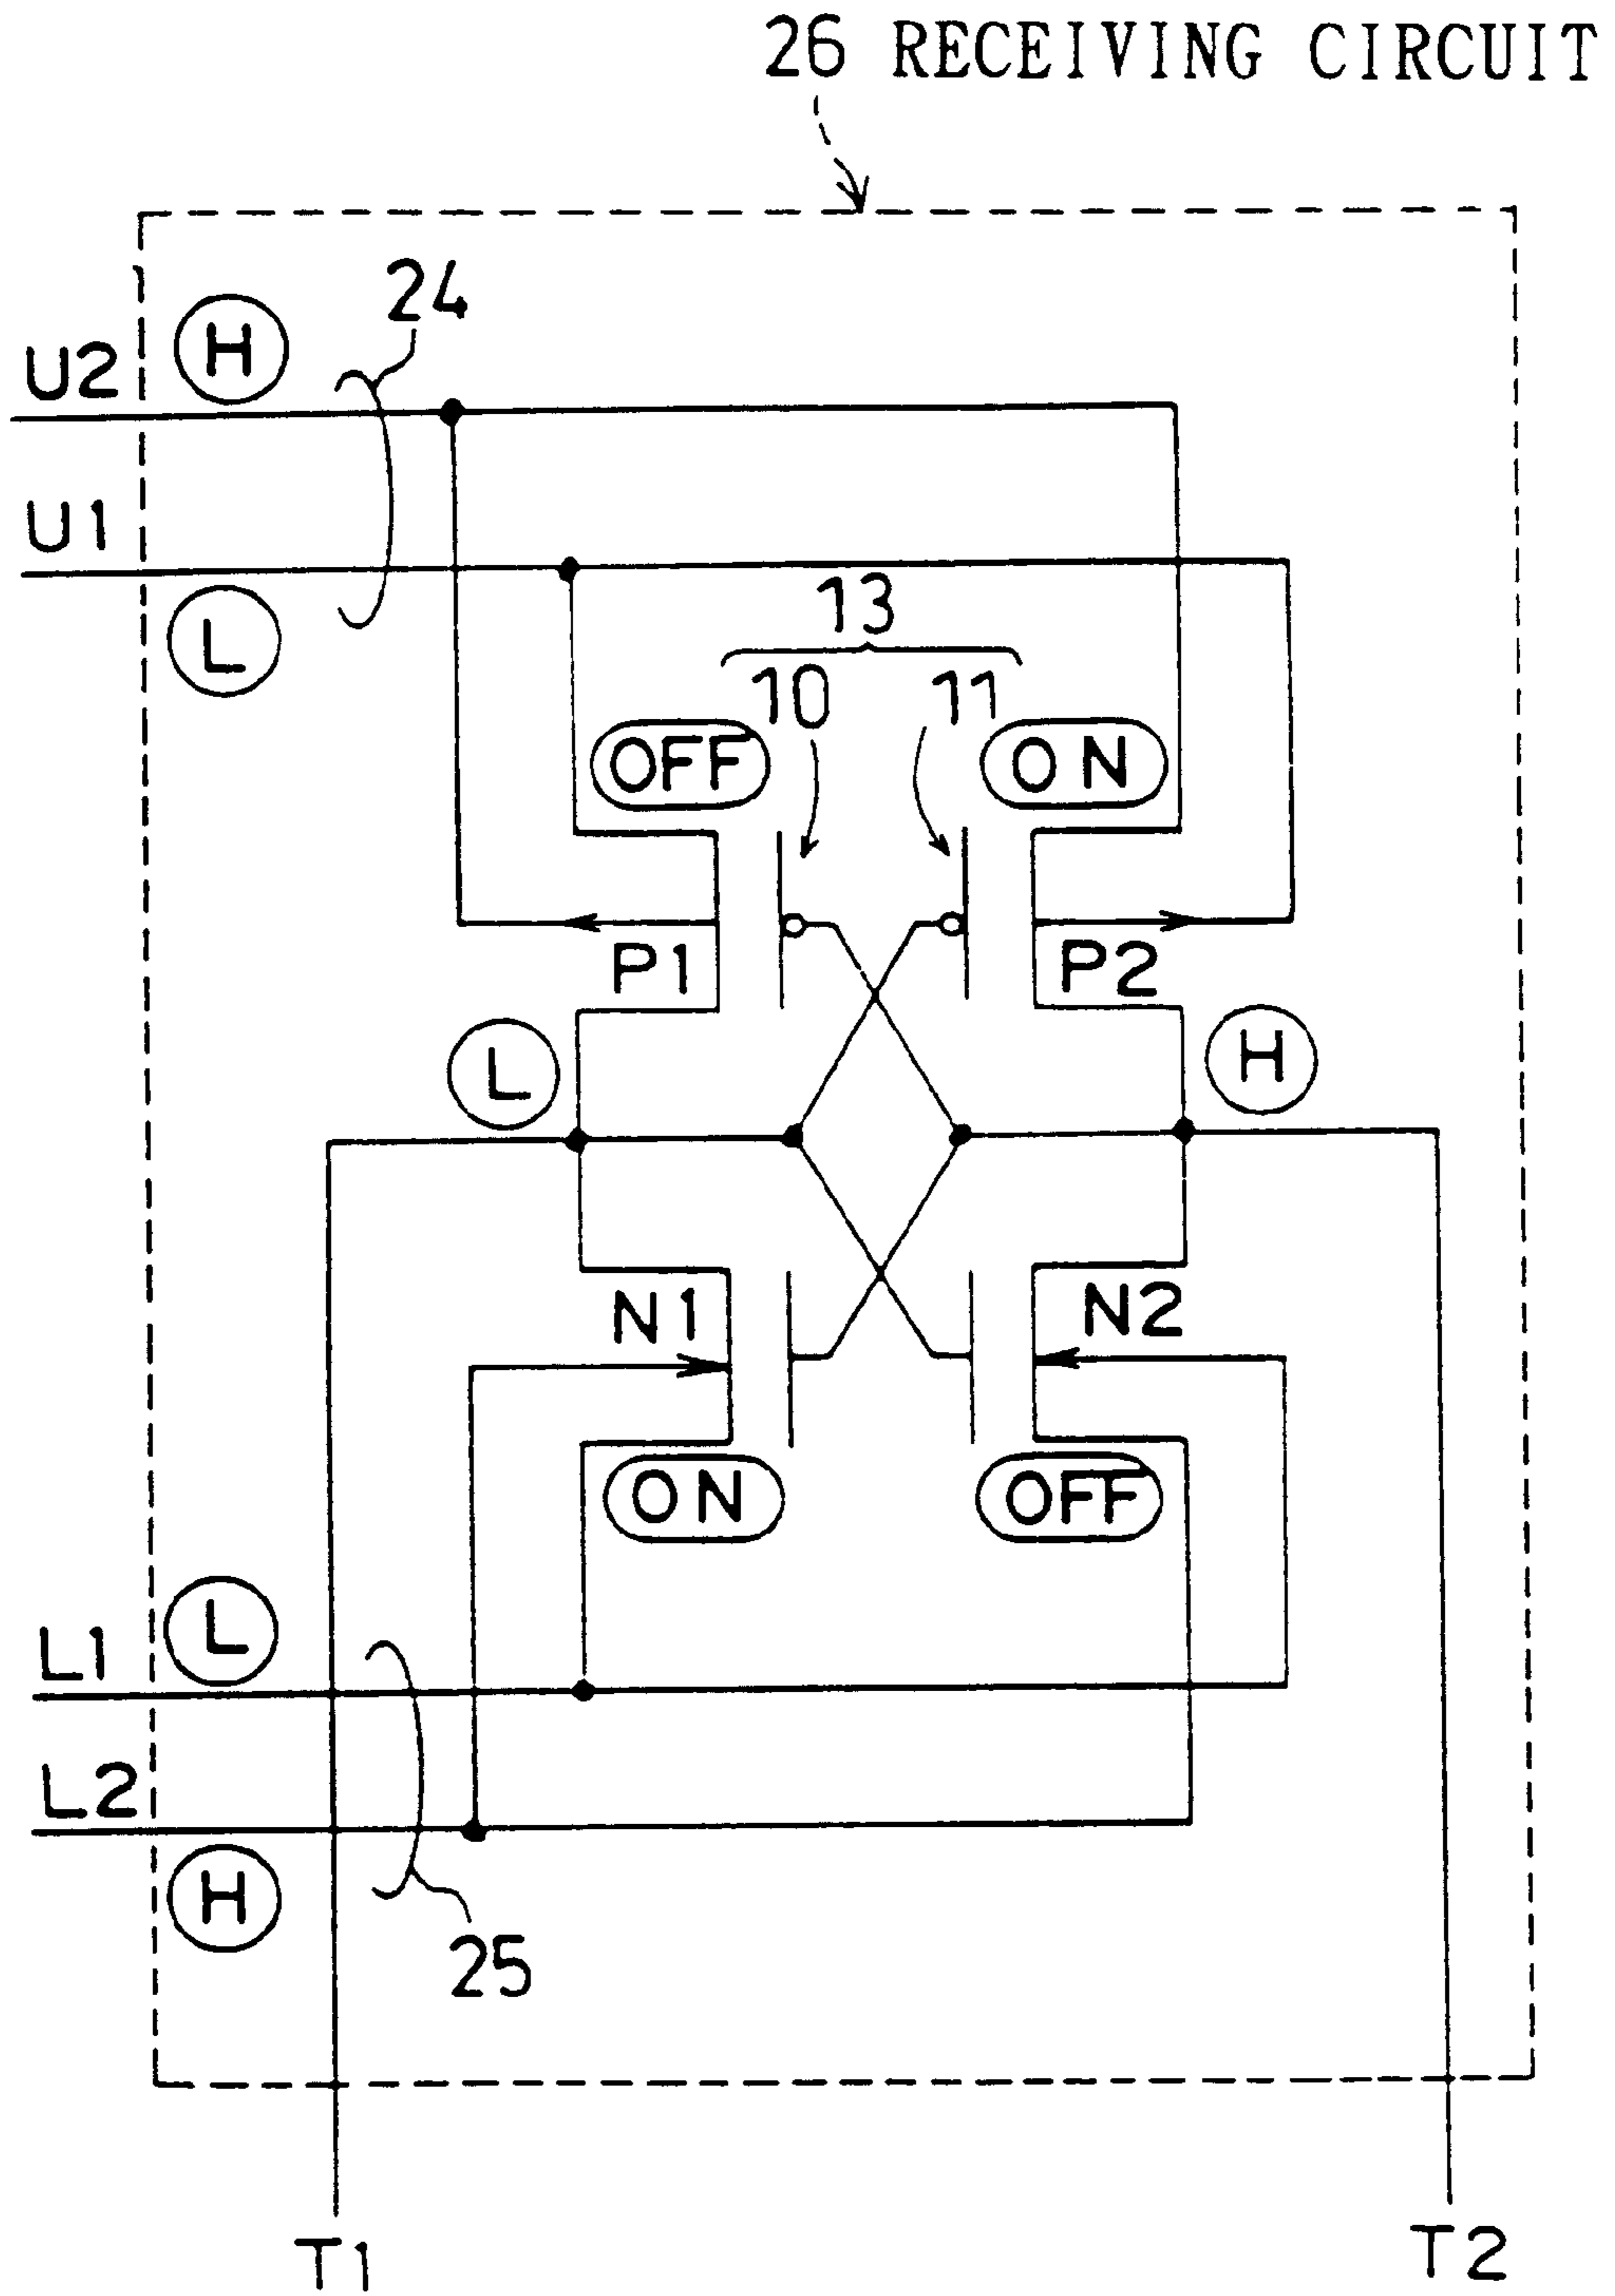 26 RECEIVING CIRCUIT
24
U2 H
U1
L
13
10 11
OFF ON
P1 P2
L H
N1 N2
ON OFF
L1 L
L2
H
25
T1 T2